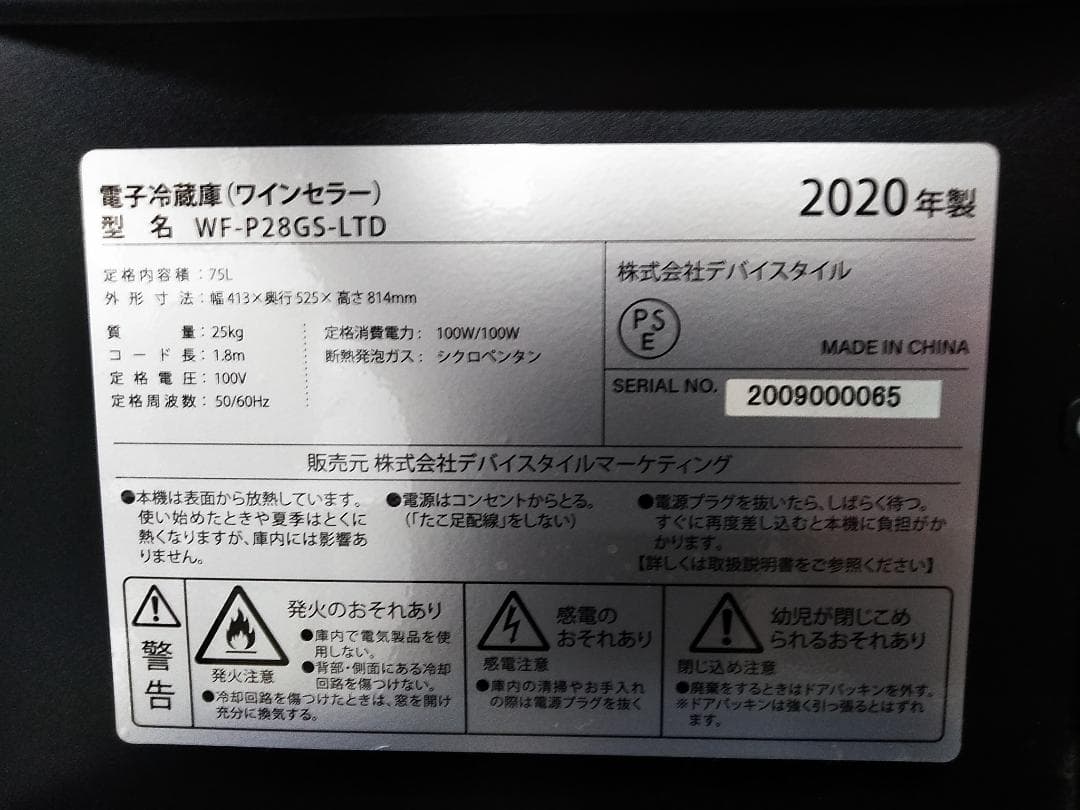 電子冷蔵庫(ワインセラー)
型 名 WF-P28GS-LTD
2020年製
定格内容積:75L
外形寸法:幅413×奥行525×高さ814mm
質 量:25kg
コード長:1.8m
定格電圧:100V
定格周波数:50/60Hz
定格消費電力:100W/100W
断熱発泡ガス:シクロペンタン
株式会社デバイスタイル
PS
E
MADE IN CHINA
SERIAL NO. 2009000065
販売元 株式会社デバイスタイルマーケティング
●本機は表面から放熱しています。
使い始めたときや夏季はとくに
熱くなりますが、庫内には影響あ
りません。
●電源はコンセントからとる。
(「たこ足配線」をしない)
●電源プラグを抜いたら、しばらく待つ。
すぐに再度差し込むと本機に負担がか
かります。
【詳しくは取扱説明書をご参照ください】
警
告
発火のおそれあり
発火注意
●庫内で電気製品を使
用しない。
●背部・側面にある冷却
回路を傷つけない。
●冷却回路を傷つけたときは、窓を開け
充分に換気する。
感電の
おそれあり
感電注意
●庫内の清掃やお手入れ
の際は電源プラグを抜く
幼児が閉じこめ
られるおそれあり
閉じ込め注意
●廃棄をするときはドアパッキンを外す。
※ドアパッキンは強く引っ張るとはずれ
ます。